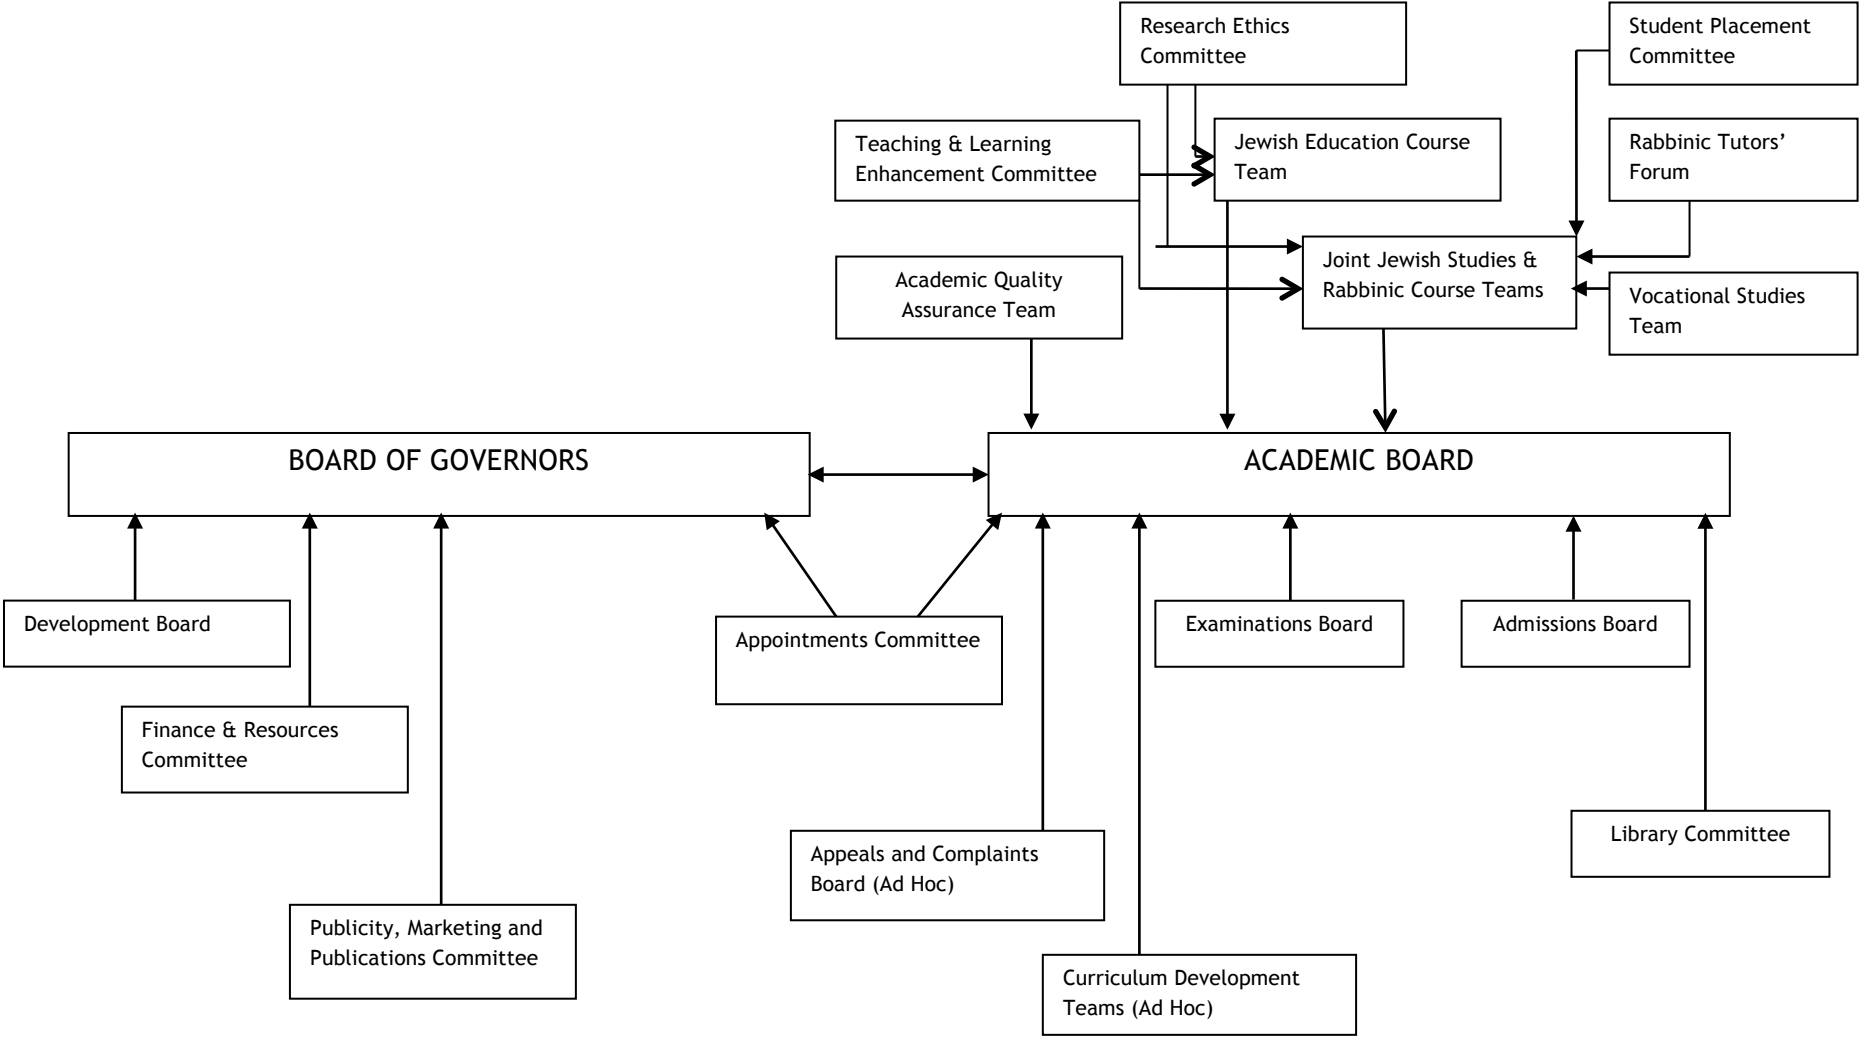 Research Ethics
Committee
Student Placement
Committee
Teaching & Learning
Enhancement Committee
Jewish Education Course
Team
Rabbinic Tutors’
Forum
Academic Quality
Assurance Team
Joint Jewish Studies &
Rabbinic Course Teams
Vocational Studies
Team
BOARD OF GOVERNORS
ACADEMIC BOARD
Development Board
Appointments Committee
Examinations Board
Admissions Board
Finance & Resources
Committee
Appeals and Complaints
Board (Ad Hoc)
Library Committee
Publicity, Marketing and
Publications Committee
Curriculum Development
Teams (Ad Hoc)